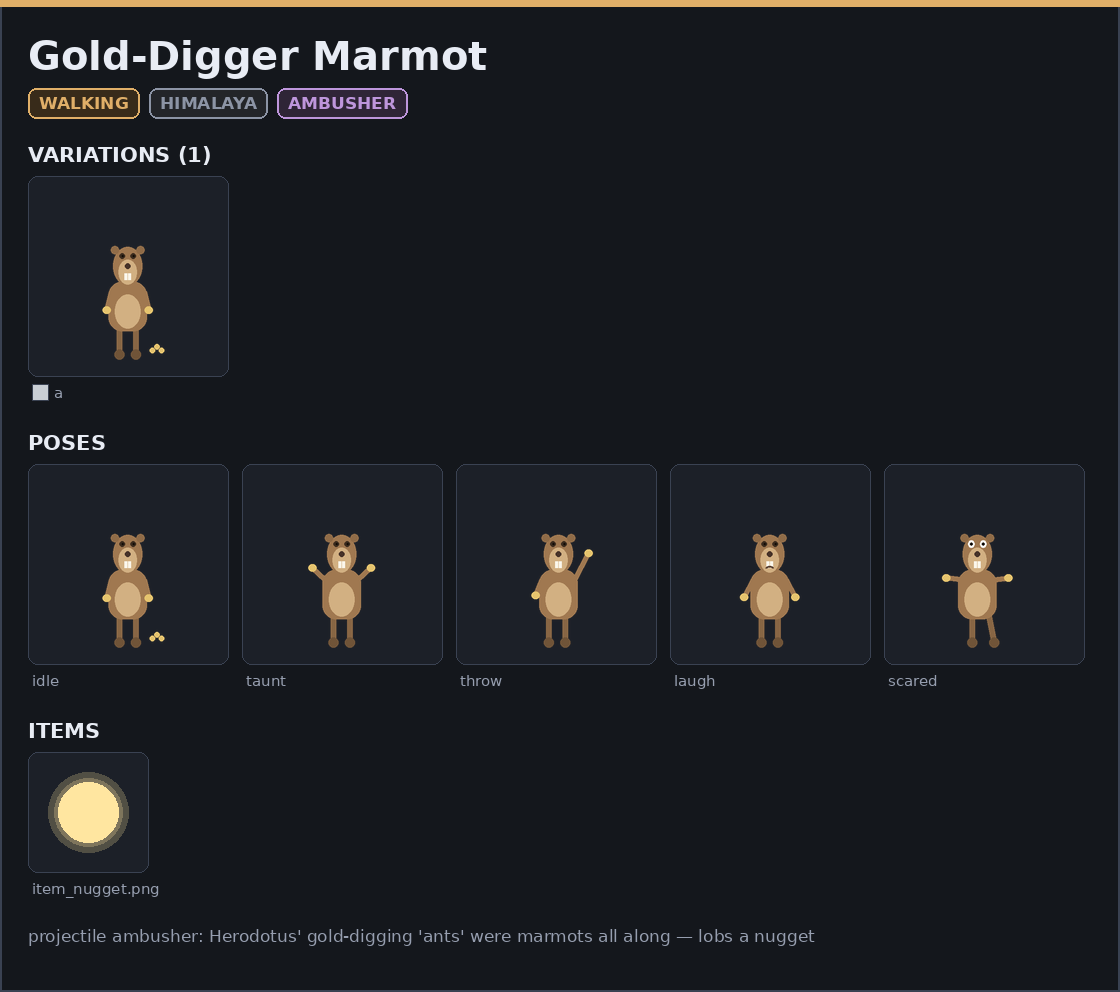 Gold-Digger Marmot
WALKING HIMALAYA AMBUSHER
VARIATIONS (1)
a
POSES
idle taunt throw laugh scared
ITEMS
item_nugget.png
projectile ambusher: Herodotus' gold-digging 'ants' were marmots all along — lobs a nugget